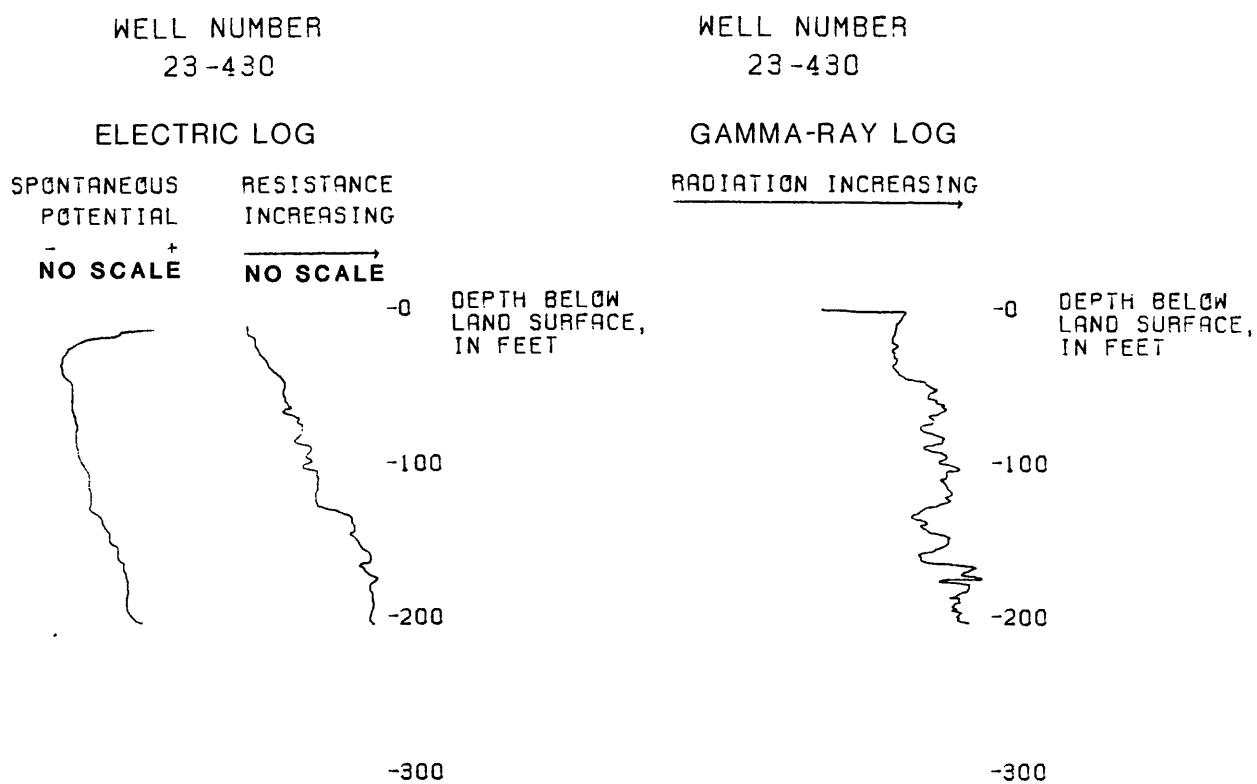 WELL NUMBER
23-430
ELECTRIC LOG
SPONTANEOUS
POTENTIAL
- +
NO SCALE
RESISTANCE
INCREASING
NO SCALE
-0
DEPTH BELOW
LAND SURFACE,
IN FEET
-100
-200
-300
WELL NUMBER
23-430
GAMMA-RAY LOG
RADIATION INCREASING
-0
DEPTH BELOW
LAND SURFACE,
IN FEET
-100
-200
-300